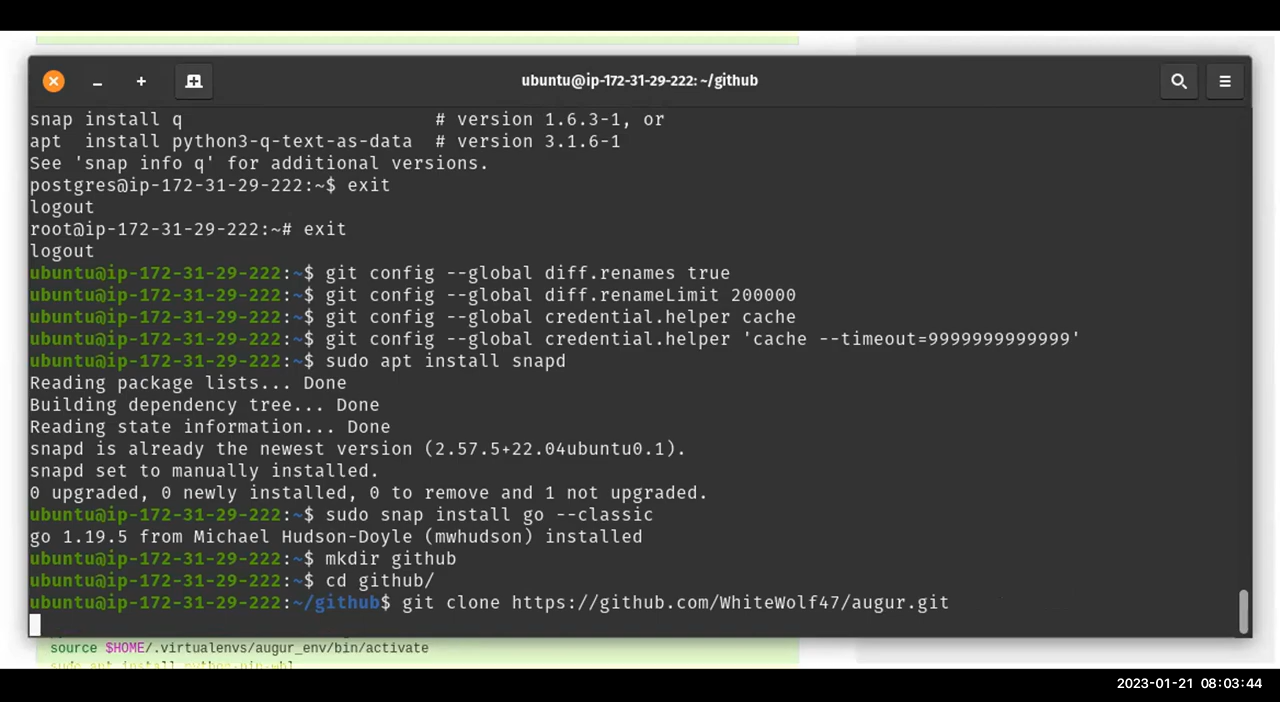 ubuntu@ip-172-31-29-222: ~/github
snap install q                       # version 1.6.3-1, or
apt  install python3-q-text-as-data  # version 3.1.6-1
See 'snap info q' for additional versions.
postgres@ip-172-31-29-222:~$ exit
logout
root@ip-172-31-29-222:~# exit
logout
ubuntu@ip-172-31-29-222:~$ git config --global diff.renames true
ubuntu@ip-172-31-29-222:~$ git config --global diff.renameLimit 200000
ubuntu@ip-172-31-29-222:~$ git config --global credential.helper cache
ubuntu@ip-172-31-29-222:~$ git config --global credential.helper 'cache --timeout=9999999999999'
ubuntu@ip-172-31-29-222:~$ sudo apt install snapd
Reading package lists... Done
Building dependency tree... Done
Reading state information... Done
snapd is already the newest version (2.57.5+22.04ubuntu0.1).
snapd set to manually installed.
0 upgraded, 0 newly installed, 0 to remove and 1 not upgraded.
ubuntu@ip-172-31-29-222:~$ sudo snap install go --classic
go 1.19.5 from Michael Hudson-Doyle (mwhudson) installed
ubuntu@ip-172-31-29-222:~$ mkdir github
ubuntu@ip-172-31-29-222:~$ cd github/
ubuntu@ip-172-31-29-222:~/github$ git clone https://github.com/WhiteWolf47/augur.git
source $HOME/.virtualenvs/augur_env/bin/activate
sudo apt install
2023-01-21 08:03:44